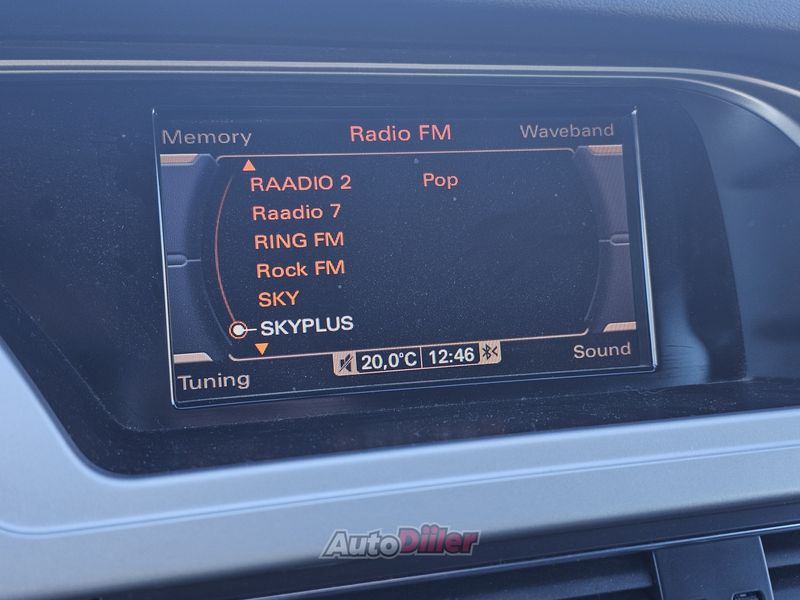 Memory Radio FM Waveband
RAADIO 2 Pop
Raadio 7
RING FM
Rock FM
SKY
SKYPLUS
20,0°C 12:46
Tuning Sound
AutoDiiler